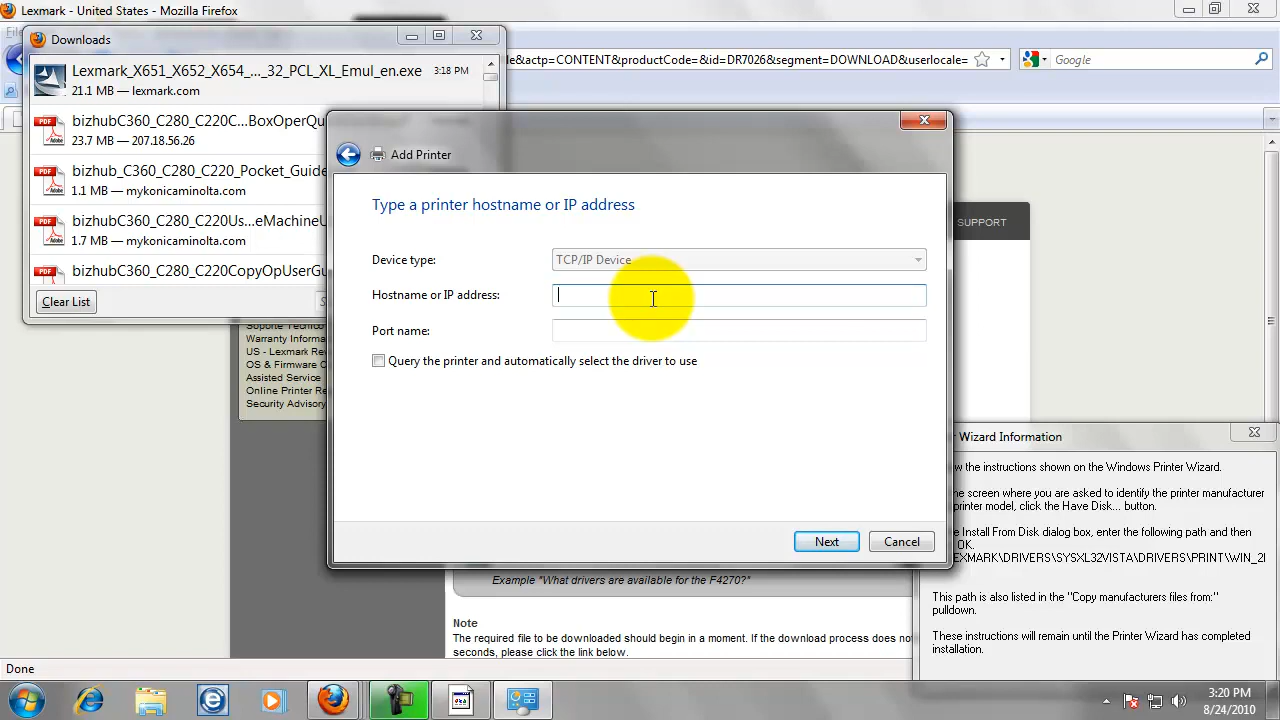 Lexmark - United States - Mozilla Firefox
Downloads
Lexmark_X651_X652_X654_..._32_PCL_XL_Emul_en.exe 3:18 PM
21.1 MB — lexmark.com
bizhubC360_C280_C220C...BoxOperQu
23.7 MB — 207.18.56.26
bizhub_C360_C280_C220_Pocket_Guide
1.1 MB — mykonicaminolta.com
bizhubC360_C280_C220Us...eMachineU
1.7 MB — mykonicaminolta.com
bizhubC360_C280_C220CopyOpUserGu
Clear List
le&actp=CONTENT&productCode=&id=DR7026&segment=DOWNLOAD&userlocale=
Google
SUPPORT
Add Printer
Type a printer hostname or IP address
Device type: TCP/IP Device
Hostname or IP address:
Port name:
Query the printer and automatically select the driver to use
Next Cancel
Soporte Técnico
Warranty Informa
US - Lexmark Re
OS & Firmware C
Assisted Service
Online Printer Re
Security Advisory
Example "What drivers are available for the F4270?"
Note
The required file to be downloaded should begin in a moment. If the download process does no
seconds, please click the link below.
Wizard Information
w the instructions shown on the Windows Printer Wizard.
he screen where you are asked to identify the printer manufacturer
printer model, click the Have Disk... button.
e Install From Disk dialog box, enter the following path and then
OK.
EXMARK\DRIVERS\SYSXL32VISTA\DRIVERS\PRINT\WIN_2
This path is also listed in the "Copy manufacturers files from:"
pulldown.
These instructions will remain until the Printer Wizard has completed
installation.
Done
3:20 PM
8/24/2010